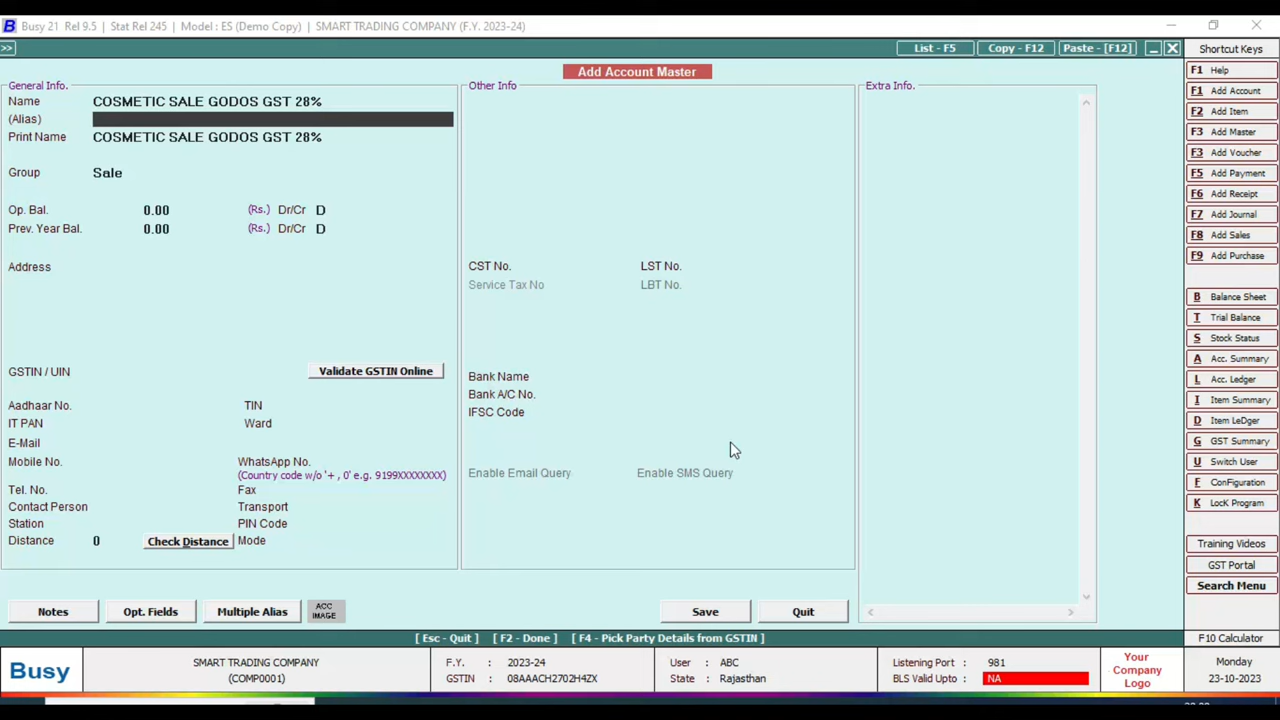 Busy 21 Rel 9.5 | Stat Rel 245 | Model : ES (Demo Copy) | SMART TRADING COMPANY (F.Y. 2023-24)
>> List - F5 Copy - F12 Paste - [F12] Shortcut Keys
Add Account Master
General Info.
Name COSMETIC SALE GODOS GST 28%
(Alias)
Print Name COSMETIC SALE GODOS GST 28%
Group Sale
Op. Bal. 0.00 (Rs.) Dr/Cr D
Prev. Year Bal. 0.00 (Rs.) Dr/Cr D
Address
GSTIN / UIN Validate GSTIN Online
Aadhaar No. TIN
IT PAN Ward
E-Mail
Mobile No. WhatsApp No.
(Country code w/o '+ , 0' e.g. 9199XXXXXXXX)
Tel. No. Fax
Contact Person Transport
Station PIN Code
Distance 0 Check Distance Mode
Other Info
CST No. LST No.
Service Tax No LBT No.
Bank Name
Bank A/C No.
IFSC Code
Enable Email Query Enable SMS Query
Extra Info.
Notes Opt. Fields Multiple Alias ACC
IMAGE
Save Quit
[ Esc - Quit ] [ F2 - Done ] [ F4 - Pick Party Details from GSTIN ]
F1 Help
F1 Add Account
F2 Add Item
F3 Add Master
F3 Add Voucher
F5 Add Payment
F6 Add Receipt
F7 Add Journal
F8 Add Sales
F9 Add Purchase
B Balance Sheet
T Trial Balance
S Stock Status
A Acc. Summary
L Acc. Ledger
I Item Summary
D Item LeDger
G GST Summary
U Switch User
F ConFiguration
K LocK Program
Training Videos
GST Portal
Search Menu
F10 Calculator
Busy
SMART TRADING COMPANY
(COMP0001)
F.Y. : 2023-24
GSTIN : 08AAACH2702H4ZX
User : ABC
State : Rajasthan
Listening Port : 981
BLS Valid Upto : NA
Your
Company
Logo
Monday
23-10-2023